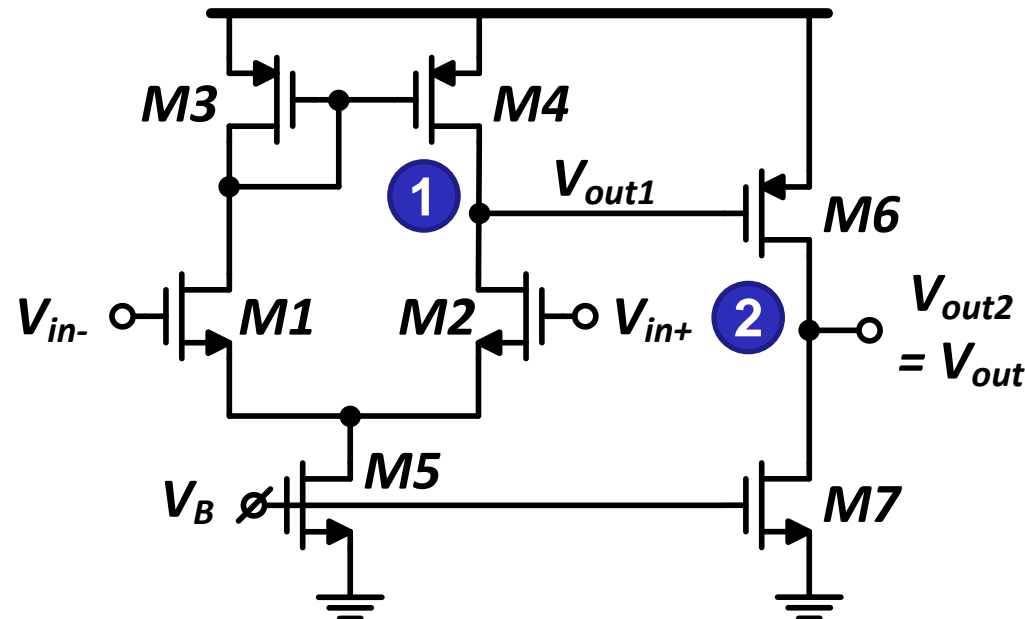 M3
M4
1
V_out1
M6
V_in-
M1
M2
V_in+
2
V_out2
= V_out
V_B
M5
M7